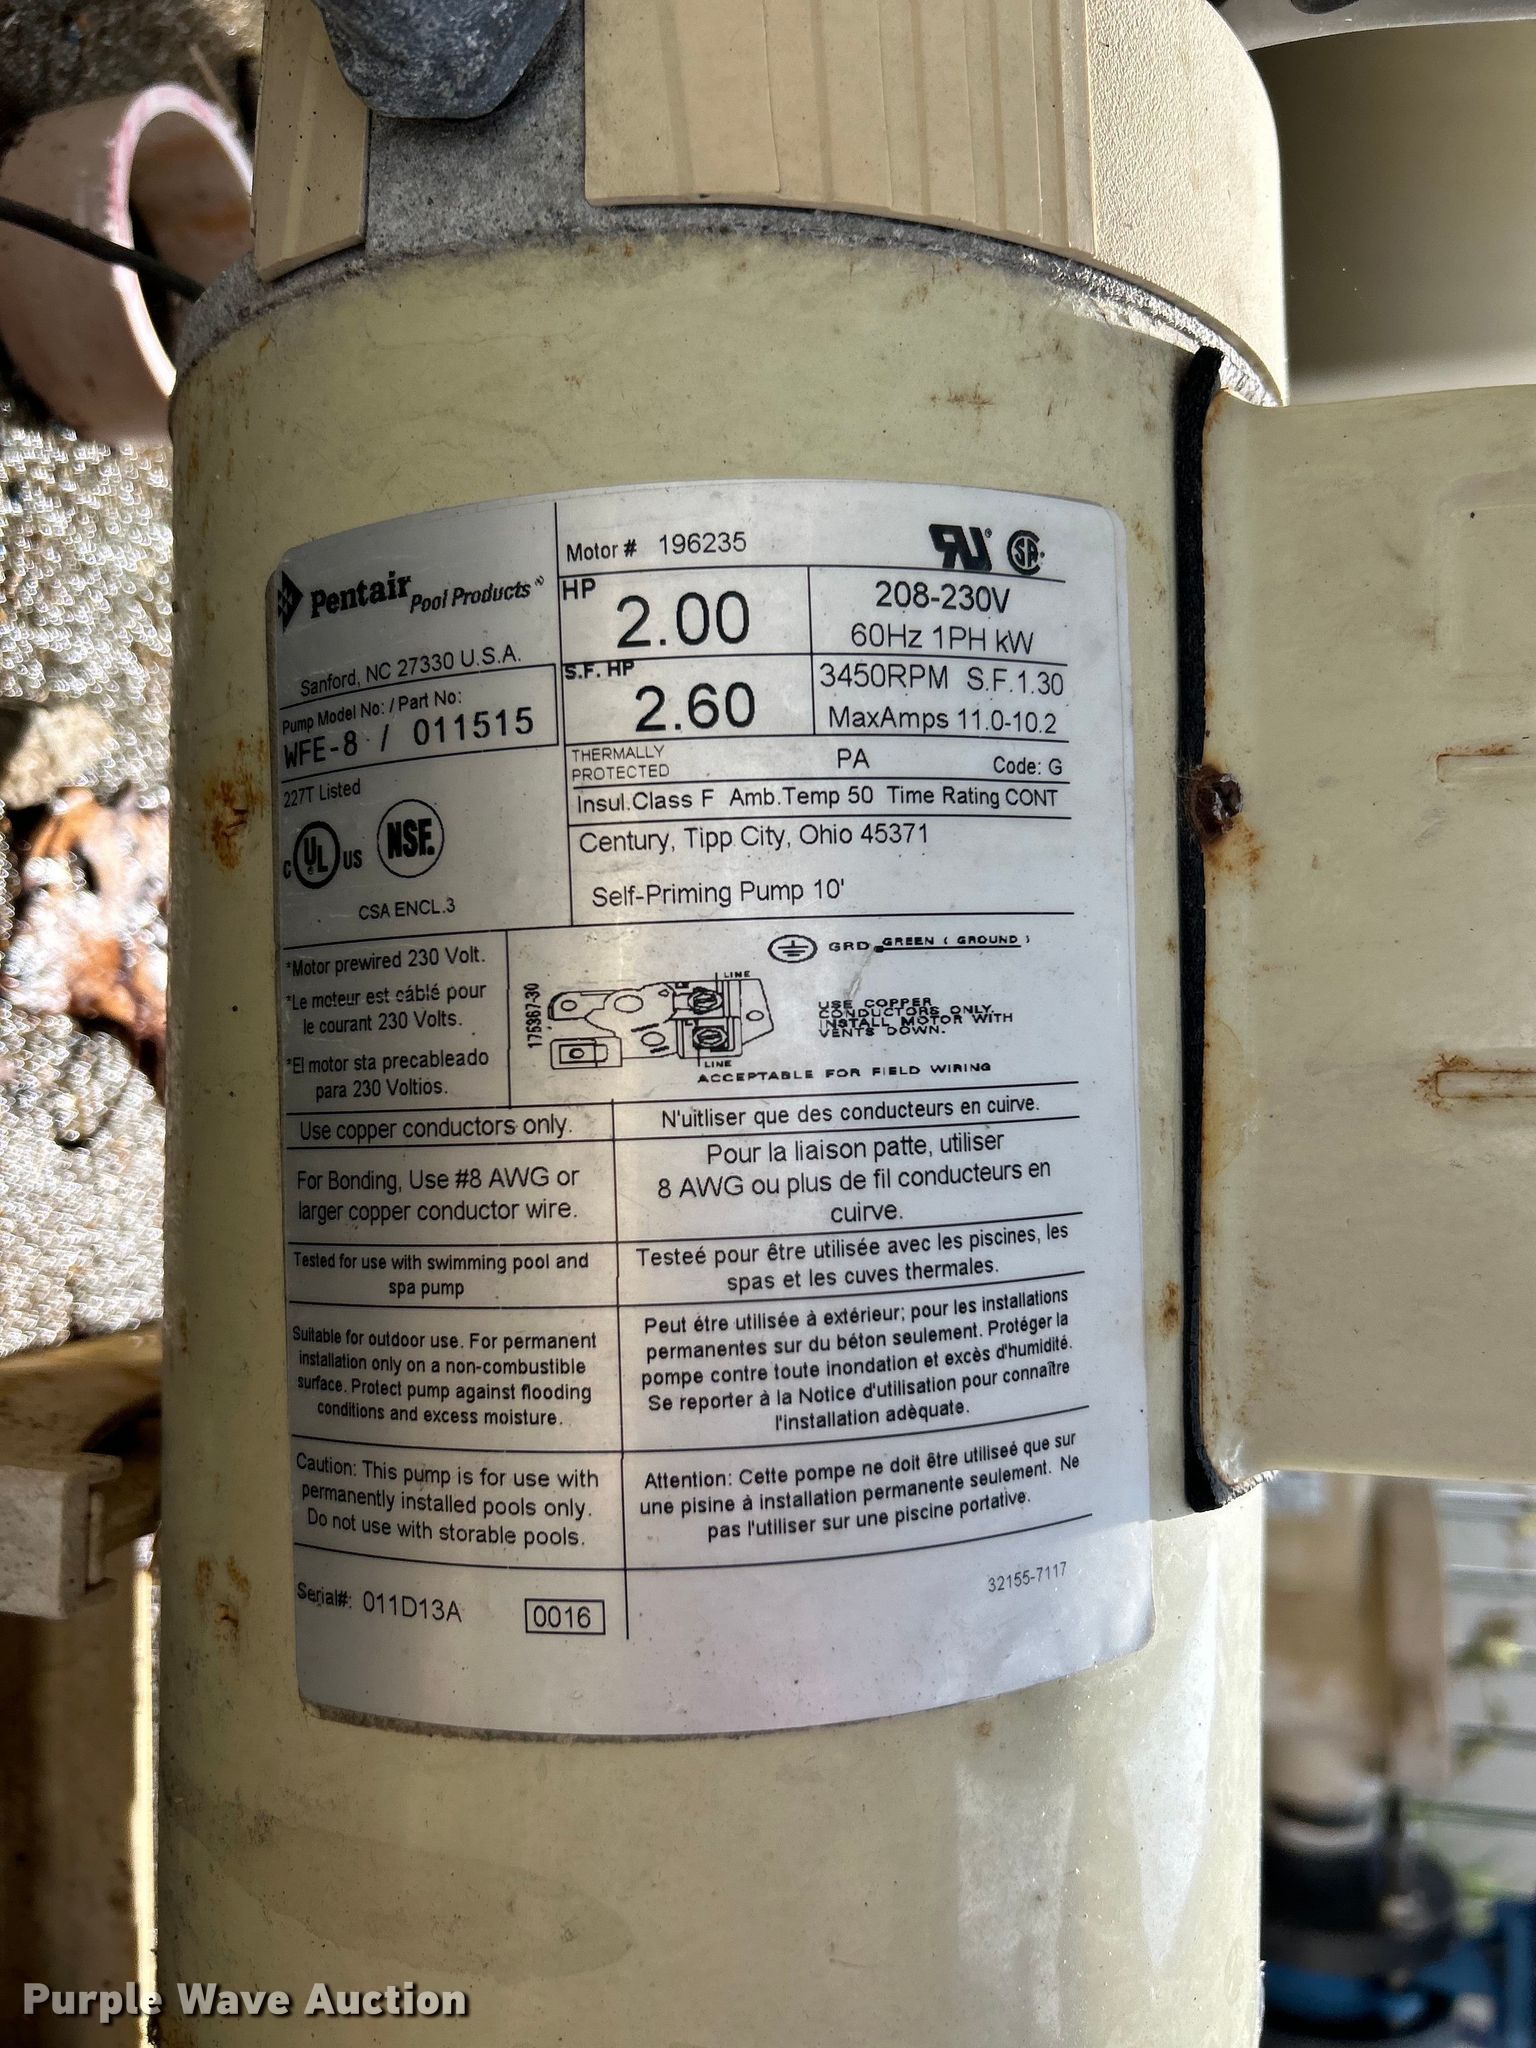 Pentair Pool Products®
Sanford, NC 27330 U.S.A.
Pump Model No: / Part No:
WFE-8 / 011515
227T Listed
c UL US NSF.
CSA ENCL.3
Motor # 196235
HP 2.00
S.F. HP 2.60
208-230V
60Hz 1PH kW
3450RPM S.F.1.30
MaxAmps 11.0-10.2
THERMALLY
PROTECTED
PA
Code: G
Insul.Class F Amb.Temp 50 Time Rating CONT
Century, Tipp City, Ohio 45371
Self-Priming Pump 10'
*Motor prewired 230 Volt.
*Le moteur est cáblé pour
le courant 230 Volts.
*El motor sta precableado
para 230 Voltios.
175367-30
GRD GREEN ( GROUND )
LINE
USE COPPER
CONDUCTORS ONLY.
INSTALL MOTOR WITH
VENTS DOWN.
LINE
ACCEPTABLE FOR FIELD WIRING
Use copper conductors only.
N'uitliser que des conducteurs en cuirve.
For Bonding, Use #8 AWG or
larger copper conductor wire.
Pour la liaison patte, utiliser
8 AWG ou plus de fil conducteurs en
cuirve.
Tested for use with swimming pool and
spa pump
Testeé pour être utilisée avec les piscines, les
spas et les cuves thermales.
Suitable for outdoor use. For permanent
installation only on a non-combustible
surface. Protect pump against flooding
conditions and excess moisture.
Peut étre utilisée à extérieur; pour les installations
permanentes sur du béton seulement. Protéger la
pompe contre toute inondation et excès d'humidité.
Se reporter à la Notice d'utilisation pour connaître
l'installation adèquate.
Caution: This pump is for use with
permanently installed pools only.
Do not use with storable pools.
Attention: Cette pompe ne doit être utiliseé que sur
une pisine à installation permanente seulement. Ne
pas l'utiliser sur une piscine portative.
Serial#: 011D13A
0016
32155-7117
Purple Wave Auction